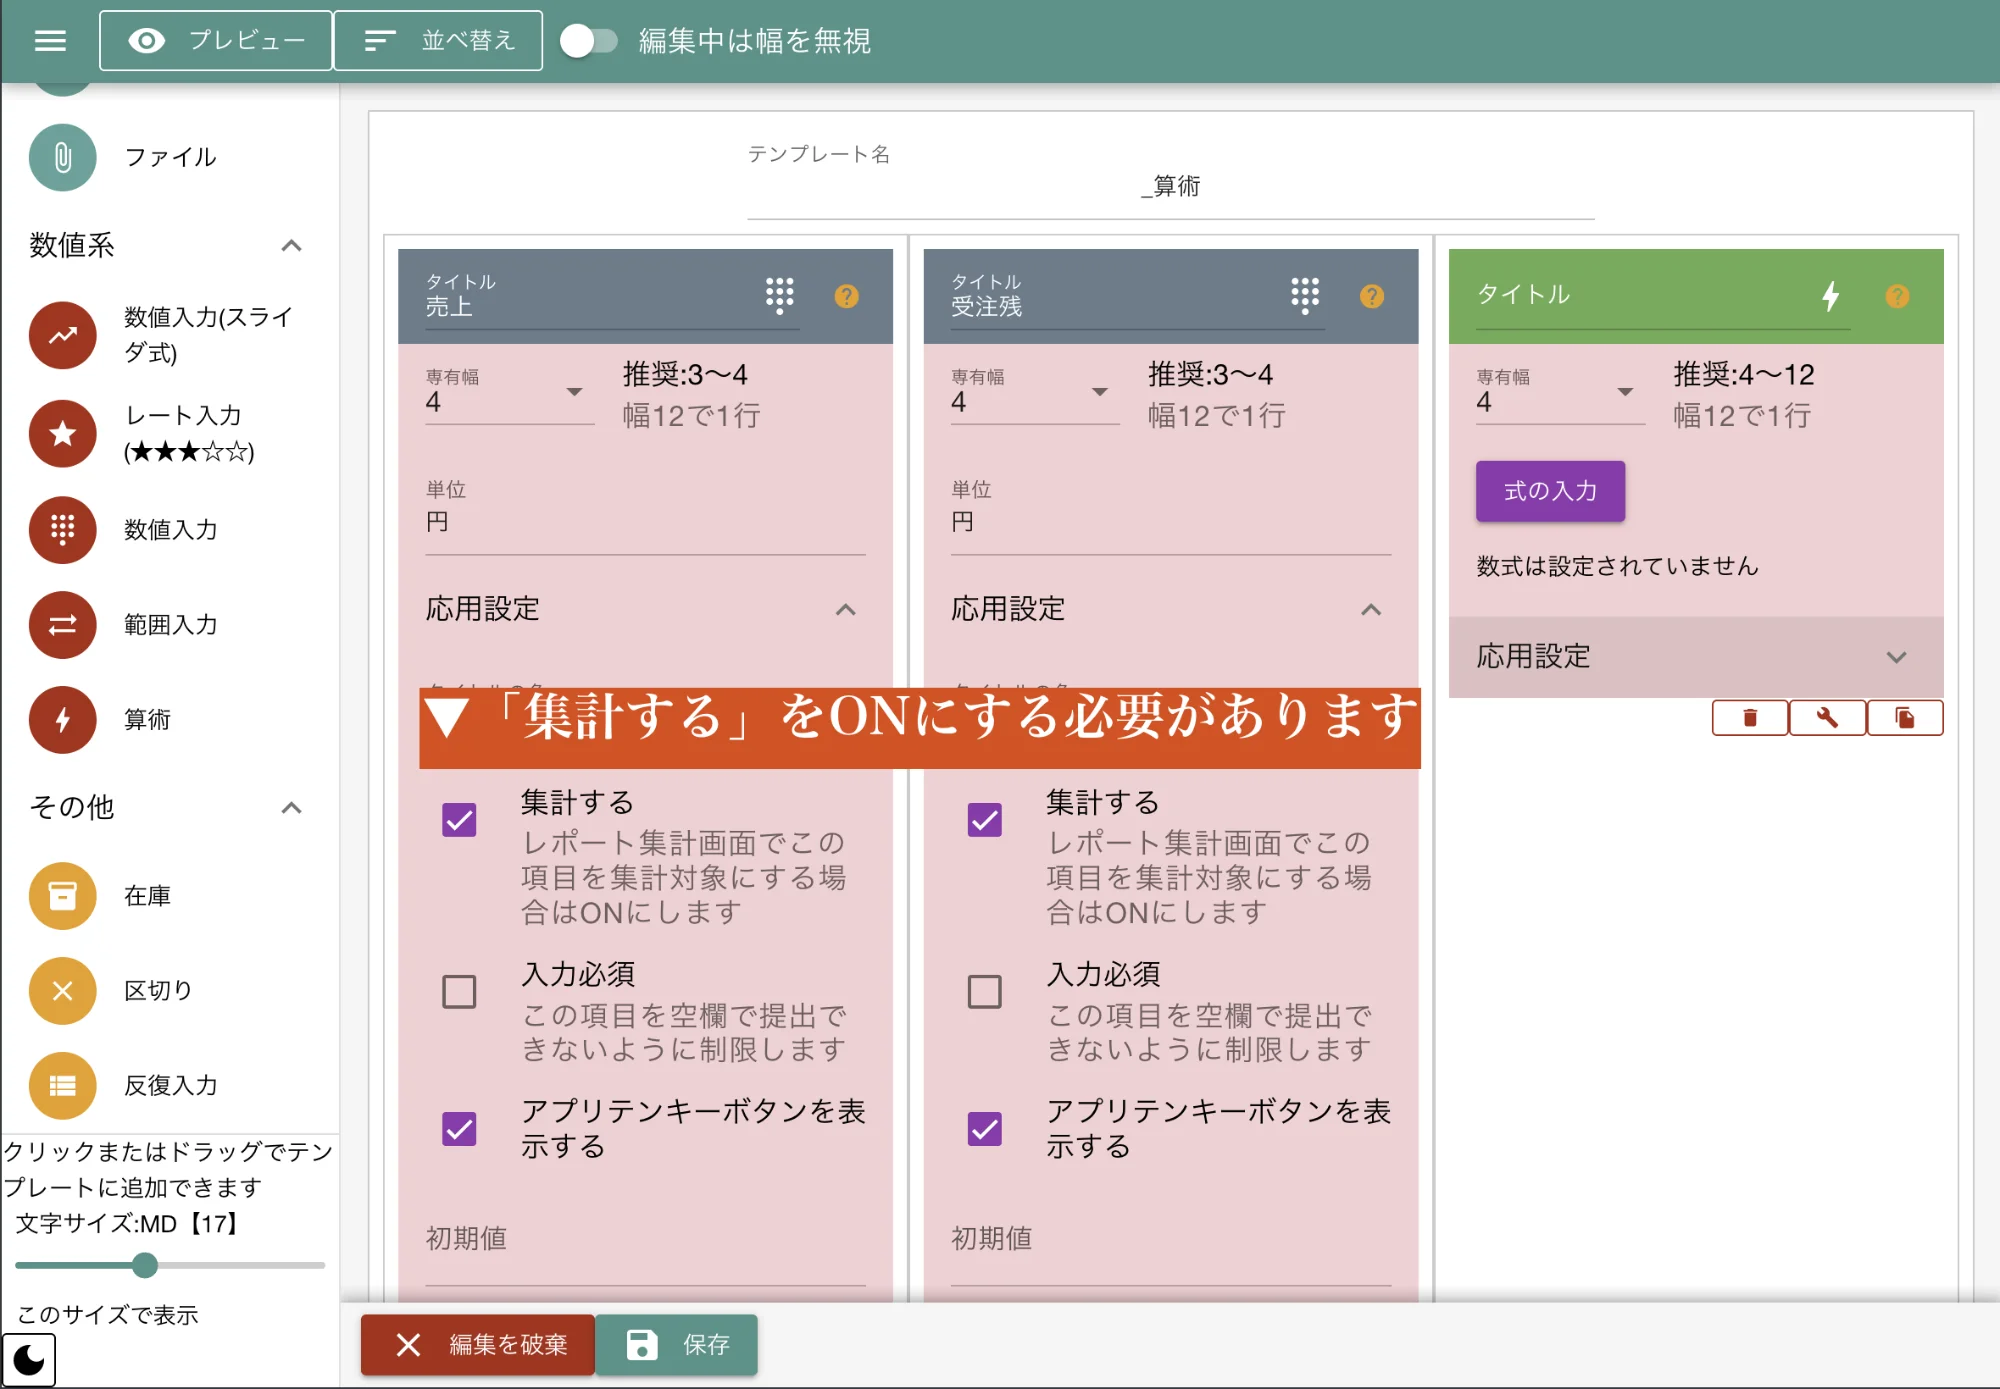 プレビュー
並べ替え
編集中は幅を無視
ファイル
数値系
数値入力(スライ
ダ式)
レート入力
(★★★☆☆)
数値入力
範囲入力
算術
その他
在庫
区切り
反復入力
クリックまたはドラッグでテン
プレートに追加できます
文字サイズ:MD【17】
このサイズで表示
テンプレート名
_算術
タイトル
売上
専有幅
4
推奨:3〜4
幅12で1行
単位
円
応用設定
タイトル
受注残
専有幅
4
推奨:3〜4
幅12で1行
単位
円
応用設定
タイトル
専有幅
4
推奨:4〜12
幅12で1行
式の入力
数式は設定されていません
応用設定
▼「集計する」をONにする必要があります
集計する
レポート集計画面でこの
項目を集計対象にする場
合はONにします
入力必須
この項目を空欄で提出で
きないように制限します
アプリテンキーボタンを表
示する
初期値
集計する
レポート集計画面でこの
項目を集計対象にする場
合はONにします
入力必須
この項目を空欄で提出で
きないように制限します
アプリテンキーボタンを表
示する
初期値
編集を破棄
保存